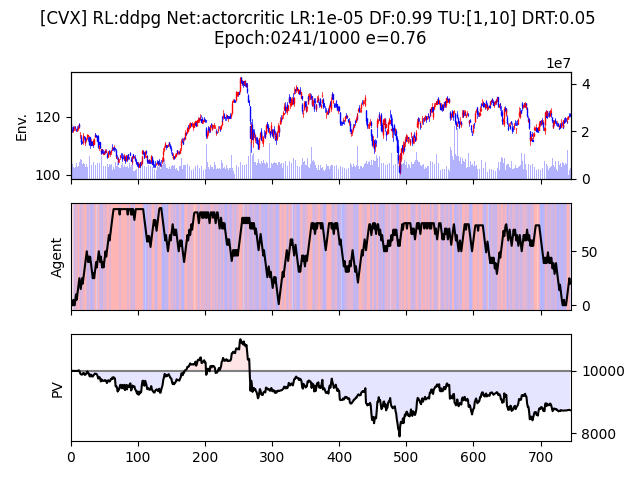 [CVX] RL:ddpg Net:actorcritic LR:1e-05 DF:0.99 TU:[1,10] DRT:0.05
Epoch:0241/1000 e=0.76
1e7
Env.
120
100
4
2
0
Agent
50
0
PV
10000
8000
0 100 200 300 400 500 600 700